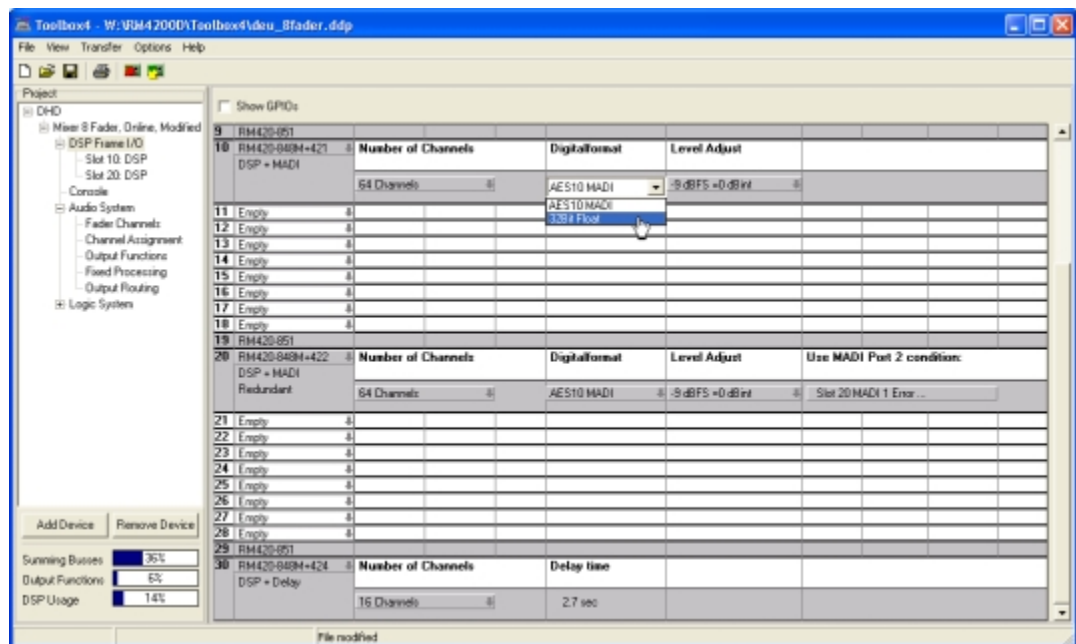 Toolbox4 - W:\RM4200D\Toolbox4\deu_8fader.ddp
File View Transfer Options Help
Project
DHD
Mixer 8 Fader, Online, Modified
DSP Frame I/O
Slot 10: DSP
Slot 20: DSP
Console
Audio System
Fader Channels
Channel Assignment
Output Functions
Fixed Processing
Output Routing
Logic System
Add Device Remove Device
Summing Busses 36%
Output Functions 6%
DSP Usage 14%
Show GPIOs
9 RM420-851
10 RM420-848M+421 Number of Channels Digitalformat Level Adjust
DSP + MADI
64 Channels AES10 MADI -9 dBFS =0 dBint
AES10 MADI
32Bit Float
11 Empty
12 Empty
13 Empty
14 Empty
15 Empty
16 Empty
17 Empty
18 Empty
19 RM420-851
20 RM420-848M+422 Number of Channels Digitalformat Level Adjust Use MADI Port 2 condition:
DSP + MADI
Redundant 64 Channels AES10 MADI -9 dBFS =0 dBint Slot 20 MADI 1 Error ...
21 Empty
22 Empty
23 Empty
24 Empty
25 Empty
26 Empty
27 Empty
28 Empty
29 RM420-851
30 RM420-848M+424 Number of Channels Delay time
DSP + Delay
16 Channels 2.7 sec
File modified